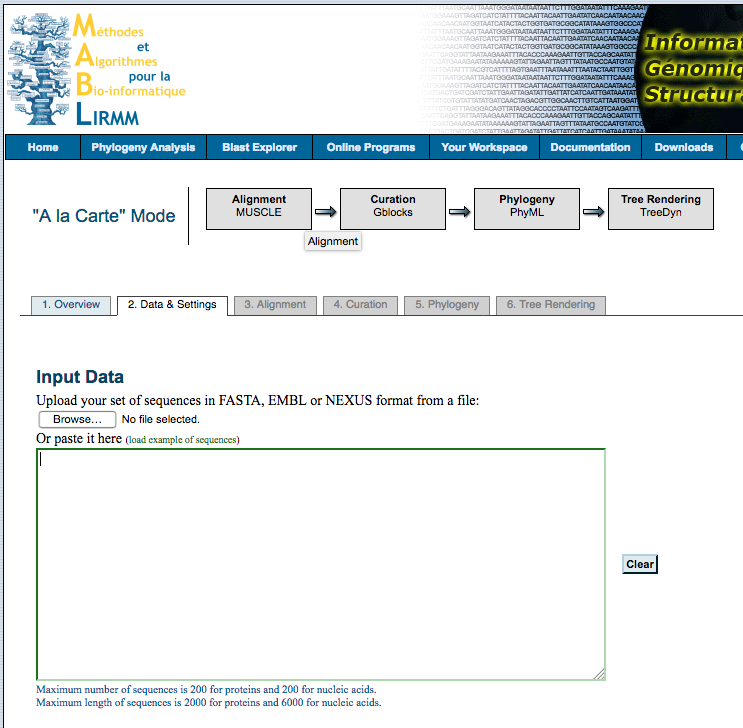 Méthodes
et
Algorithmes
pour la
Bio-informatique
LIRMM
Informa
Génomiq
Structura
Home
Phylogeny Analysis
Blast Explorer
Online Programs
Your Workspace
Documentation
Downloads
"A la Carte" Mode
Alignment
MUSCLE
Curation
Gblocks
Phylogeny
PhyML
Tree Rendering
TreeDyn
Alignment
1. Overview
2. Data & Settings
3. Alignment
4. Curation
5. Phylogeny
6. Tree Rendering
Input Data
Upload your set of sequences in FASTA, EMBL or NEXUS format from a file:
Browse... No file selected.
Or paste it here (load example of sequences)
Clear
Maximum number of sequences is 200 for proteins and 200 for nucleic acids.
Maximum length of sequences is 2000 for proteins and 6000 for nucleic acids.